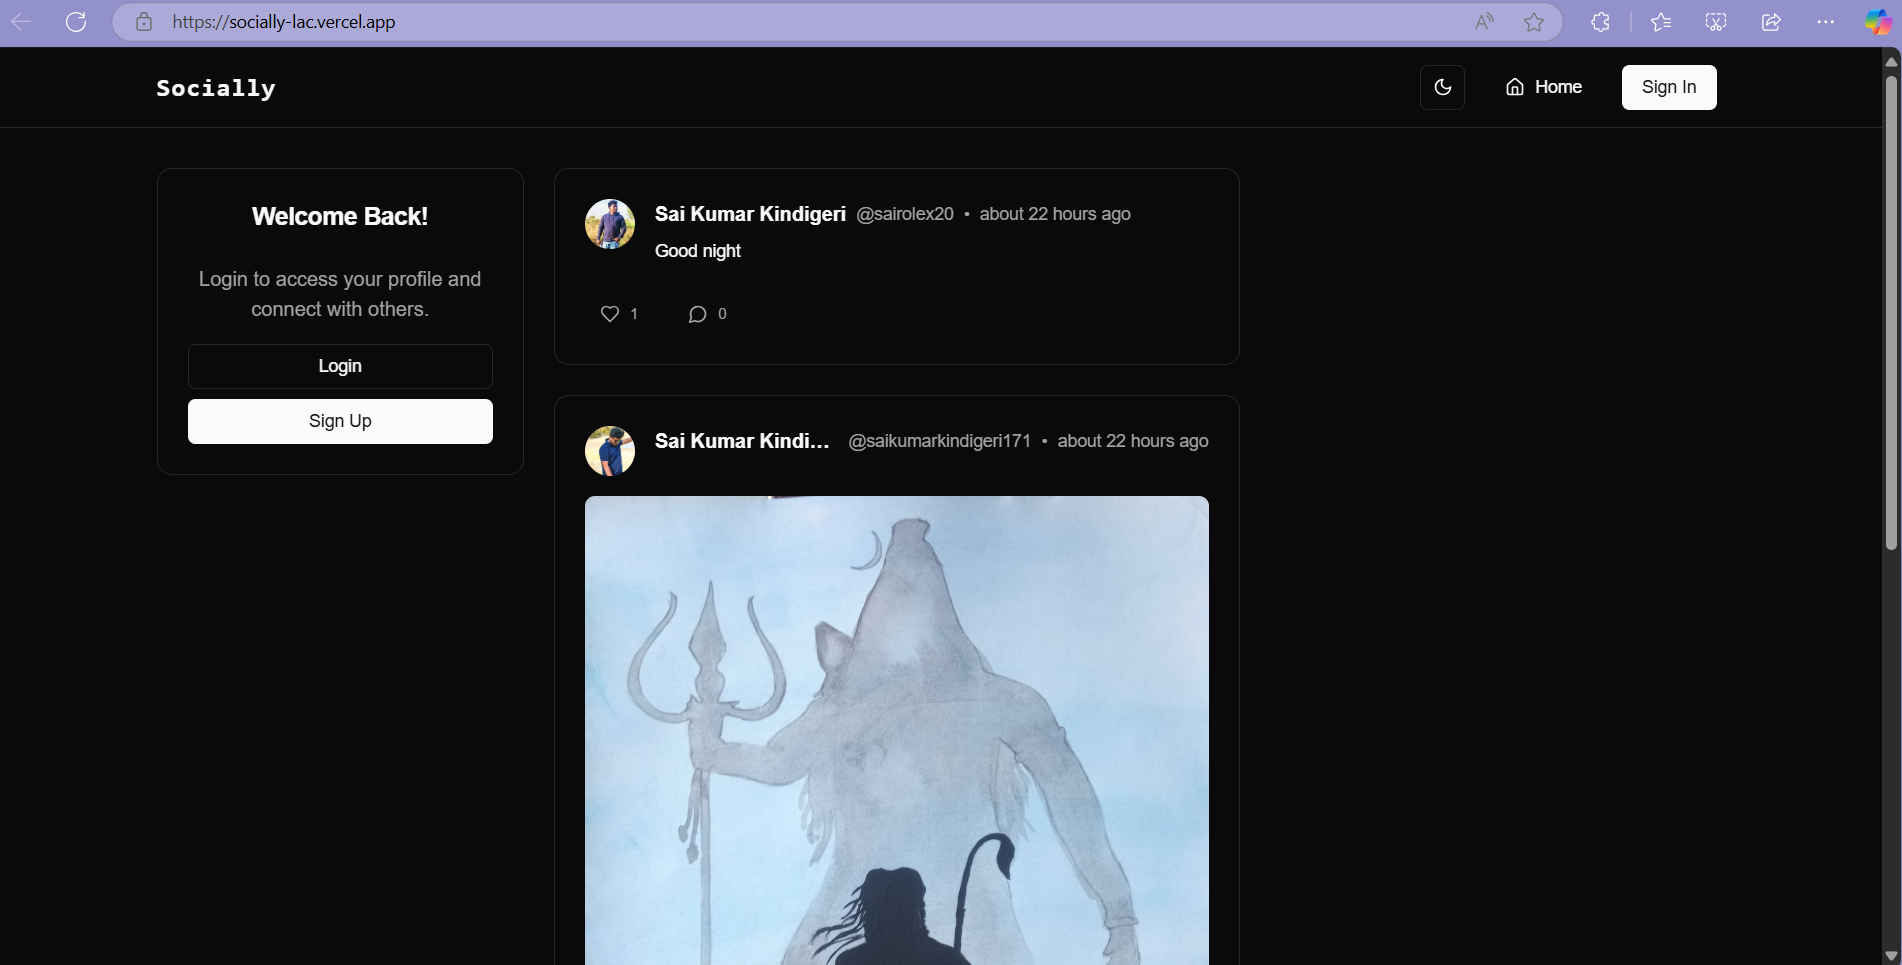 https://socially-lac.vercel.app
Socially
Home
Sign In
Welcome Back!
Login to access your profile and
connect with others.
Login
Sign Up
Sai Kumar Kindigeri @sairolex20 • about 22 hours ago
Good night
1
0
Sai Kumar Kindi... @saikumarkindigeri171 • about 22 hours ago